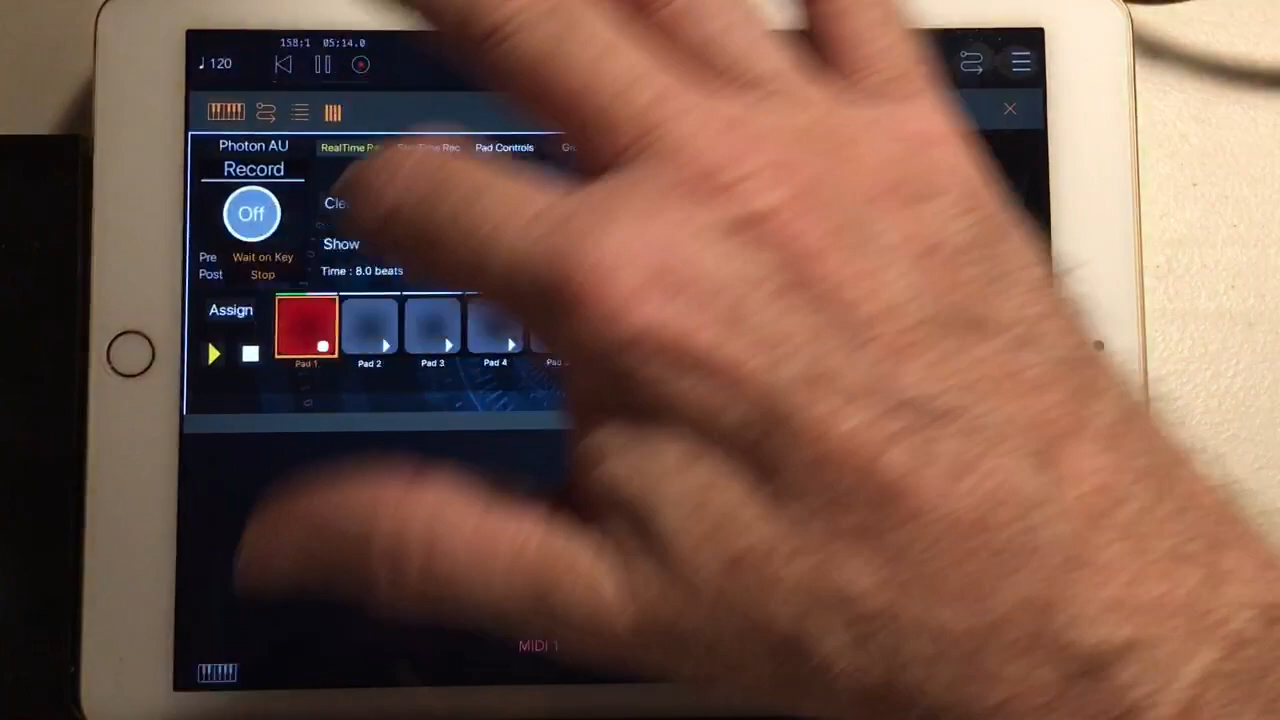 158:1 05:14.0
♩120
Photon AU
RealTime
Rec
Pad Controls
Record
Off
Show
Pre Wait on Key
Post Stop
Time : 8.0 beats
Assign
Pad 1
Pad 2
Pad 3
Pad 4
MIDI 1